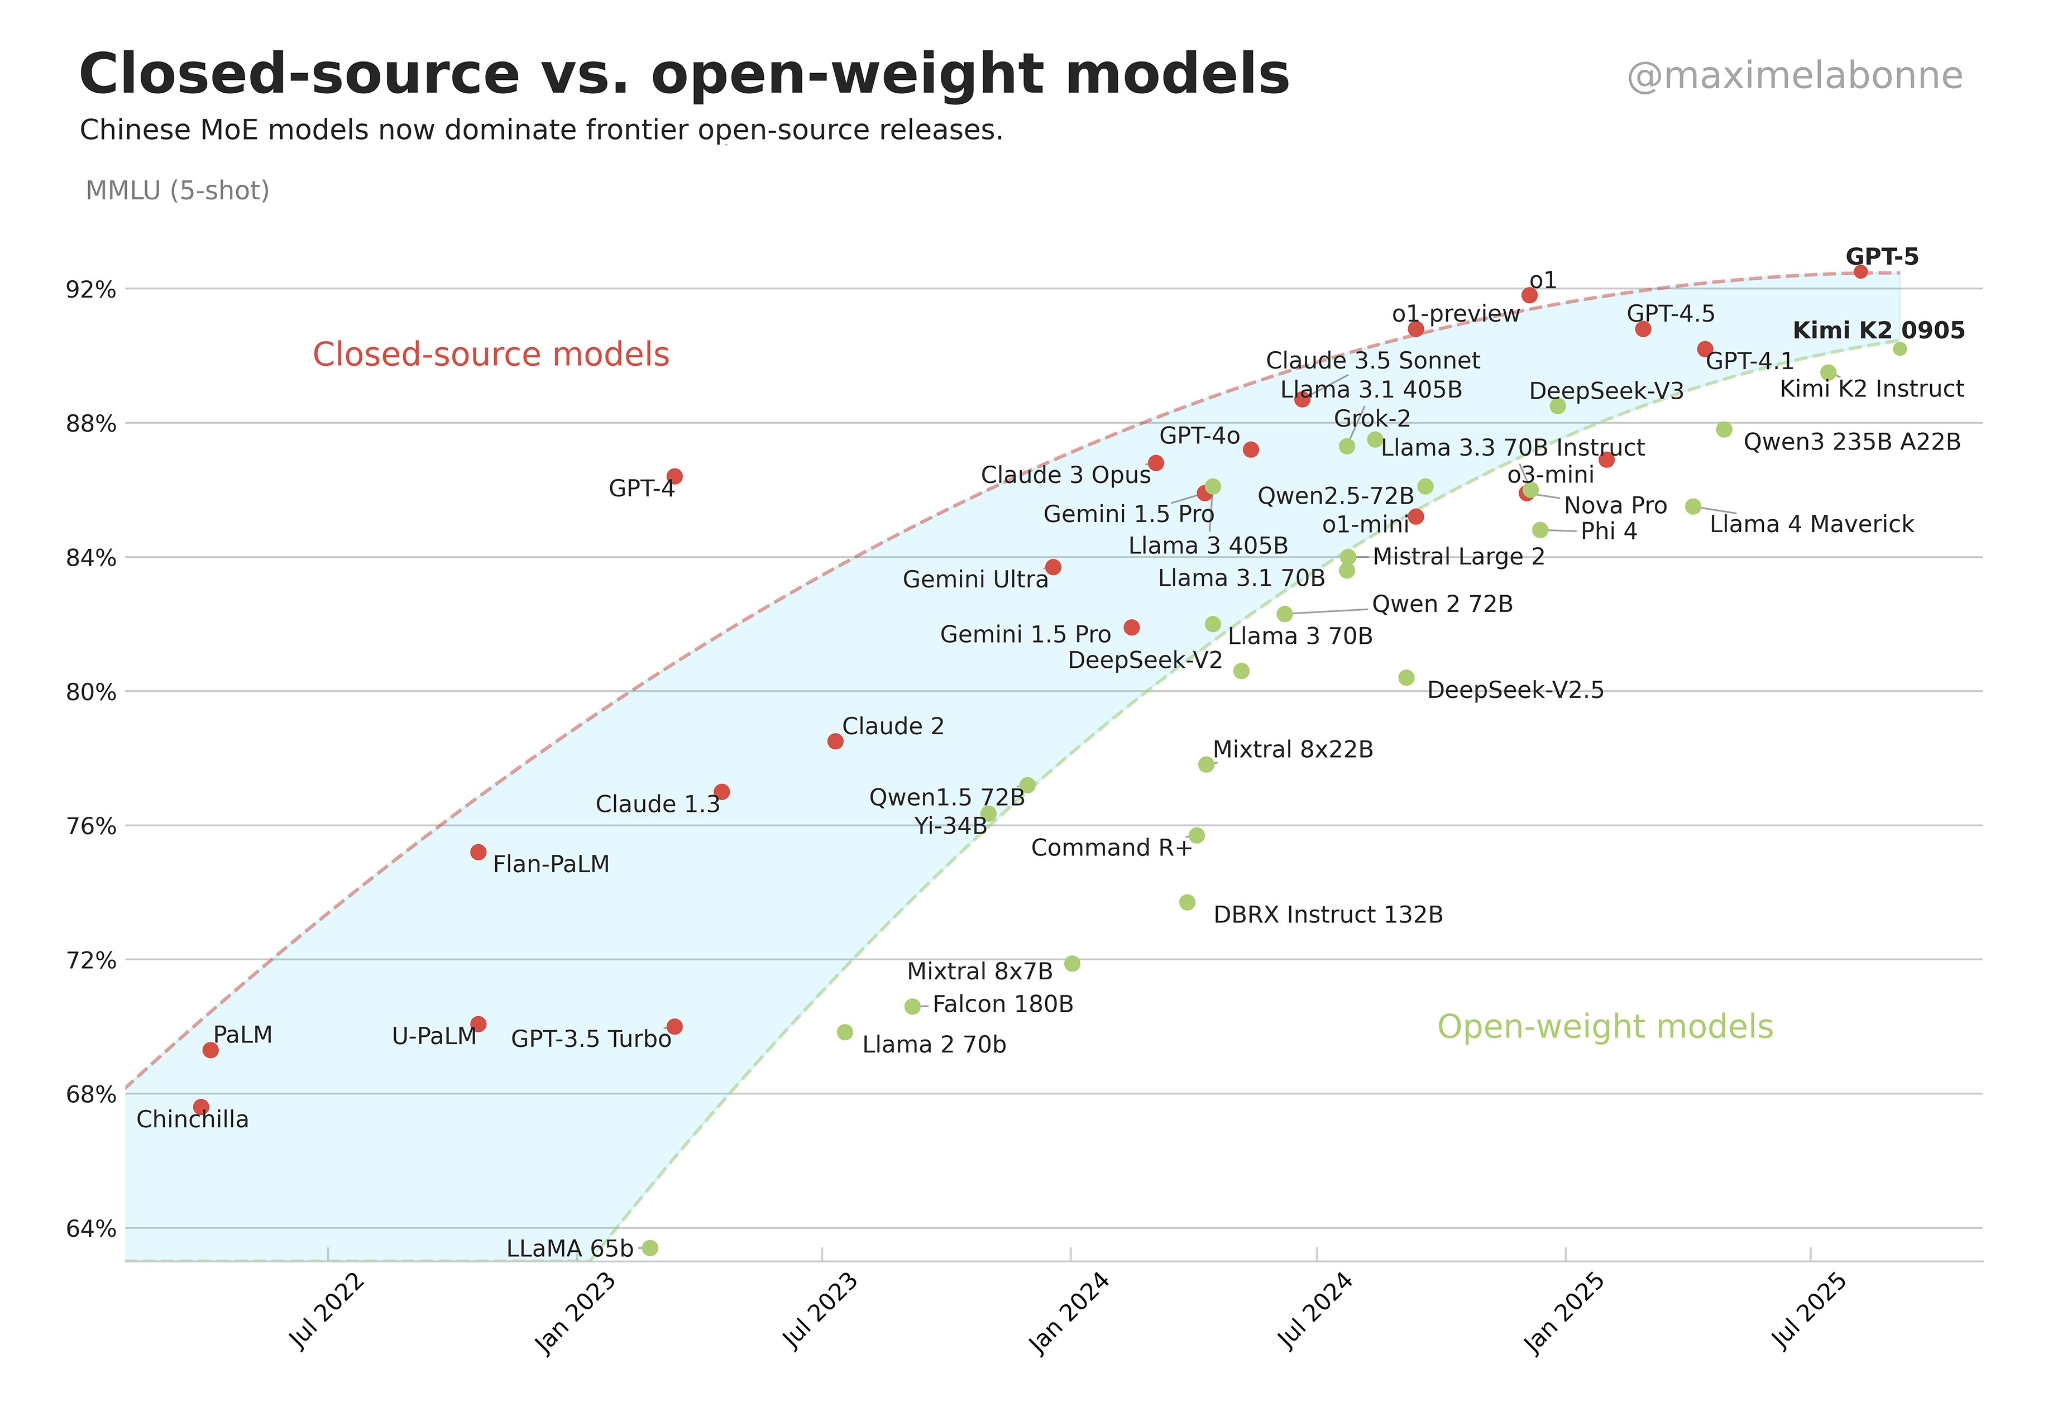 Closed-source vs. open-weight models
@maximelabonne
Chinese MoE models now dominate frontier open-source releases.
MMLU (5-shot)
GPT-5
o1
92%
o1-preview
GPT-4.5
Kimi K2 0905
Closed-source models
Claude 3.5 Sonnet
GPT-4.1
Llama 3.1 405B
DeepSeek-V3
Kimi K2 Instruct
Grok-2
88%
GPT-4o
Llama 3.3 70B Instruct
Qwen3 235B A22B
Claude 3 Opus
o3-mini
GPT-4
Qwen2.5-72B
Nova Pro
Gemini 1.5 Pro
o1-mini
Llama 4 Maverick
Phi 4
Llama 3 405B
84%
Mistral Large 2
Gemini Ultra
Llama 3.1 70B
Qwen 2 72B
Gemini 1.5 Pro
Llama 3 70B
DeepSeek-V2
80%
DeepSeek-V2.5
Claude 2
Mixtral 8x22B
Qwen1.5 72B
Claude 1.3
76%
Yi-34B
Command R+
Flan-PaLM
DBRX Instruct 132B
72%
Mixtral 8x7B
Falcon 180B
Open-weight models
PaLM
U-PaLM
GPT-3.5 Turbo
Llama 2 70b
68%
Chinchilla
64%
LLaMA 65b
Jul 2022
Jan 2023
Jul 2023
Jan 2024
Jul 2024
Jan 2025
Jul 2025